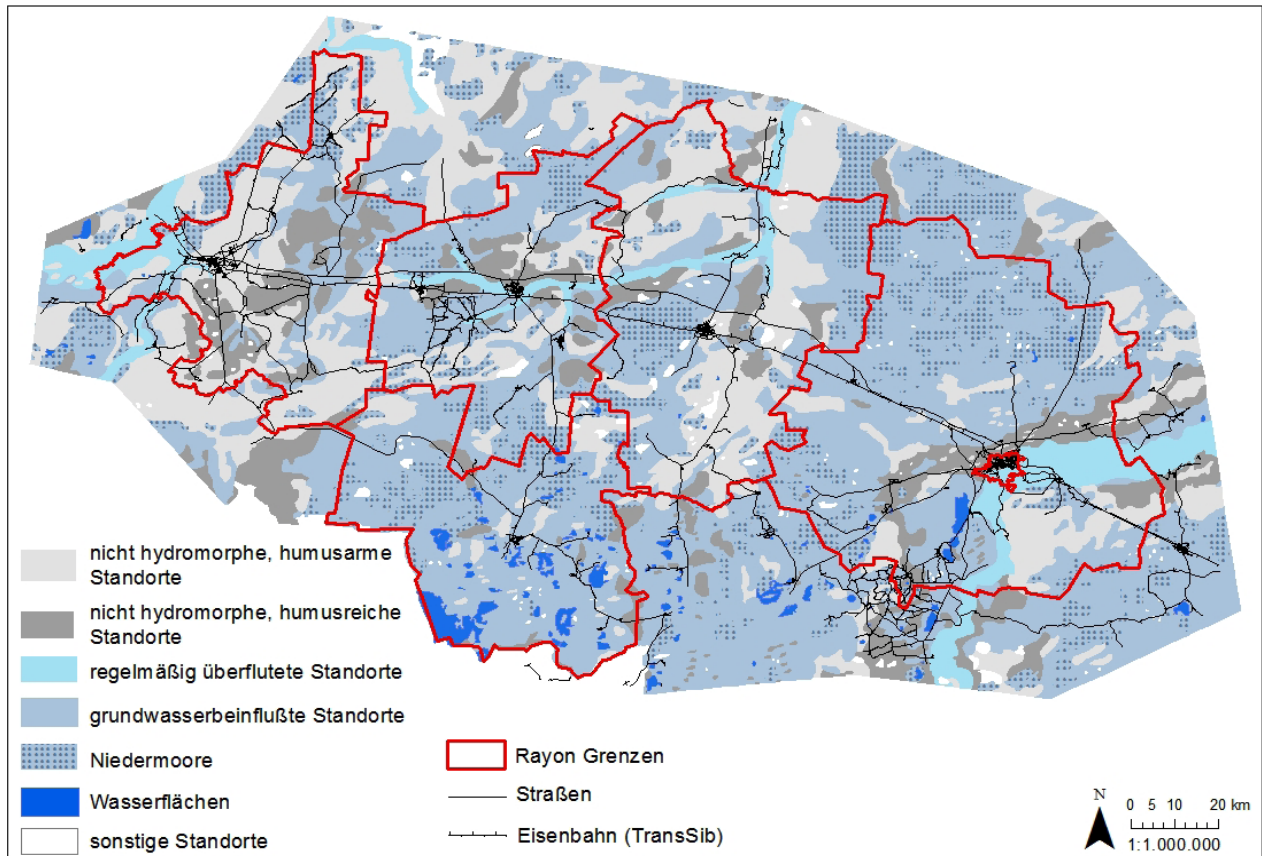 nicht hydromorphe, humusarme
Standorte
nicht hydromorphe, humusreiche
Standorte
regelmäßig überflutete Standorte
grundwasserbeinflußte Standorte
Niedermoore
Wasserflächen
sonstige Standorte
Rayon Grenzen
Straßen
Eisenbahn (TransSib)
N
0 5 10 20 km
1:1.000.000